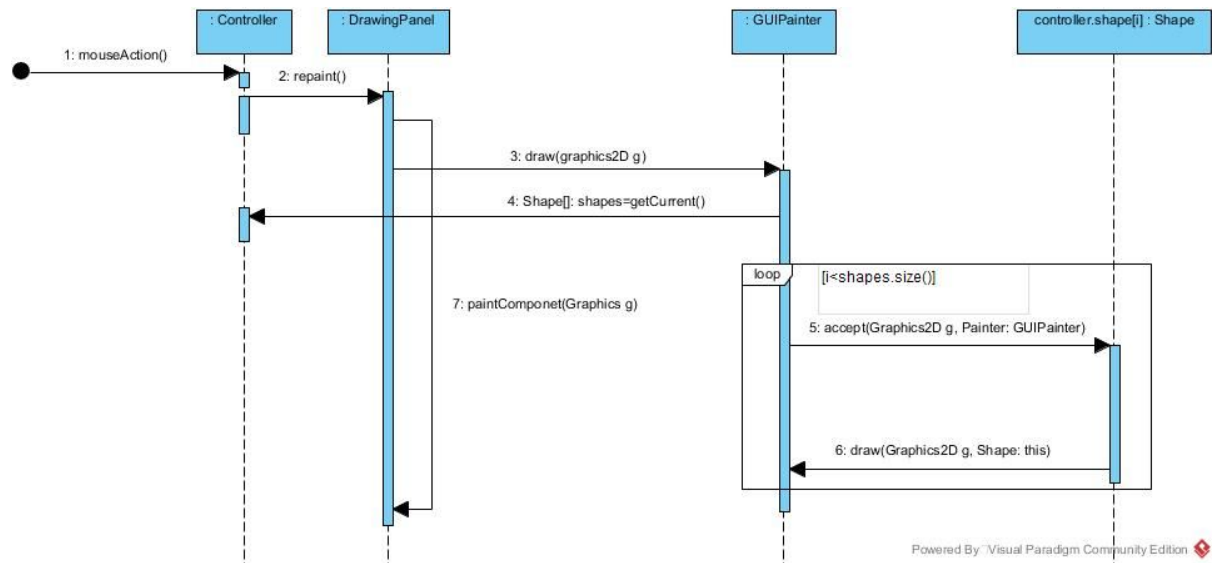 : Controller
: DrawingPanel
: GUIPainter
controller.shape[i] : Shape
1: mouseAction()
2: repaint()
3: draw(graphics2D g)
4: Shape[]: shapes=getCurrent()
loop
[i<shapes.size()]
7: paintComponet(Graphics g)
5: accept(Graphics2D g, Painter: GUIPainter)
6: draw(Graphics2D g, Shape: this)
Powered By Visual Paradigm Community Edition